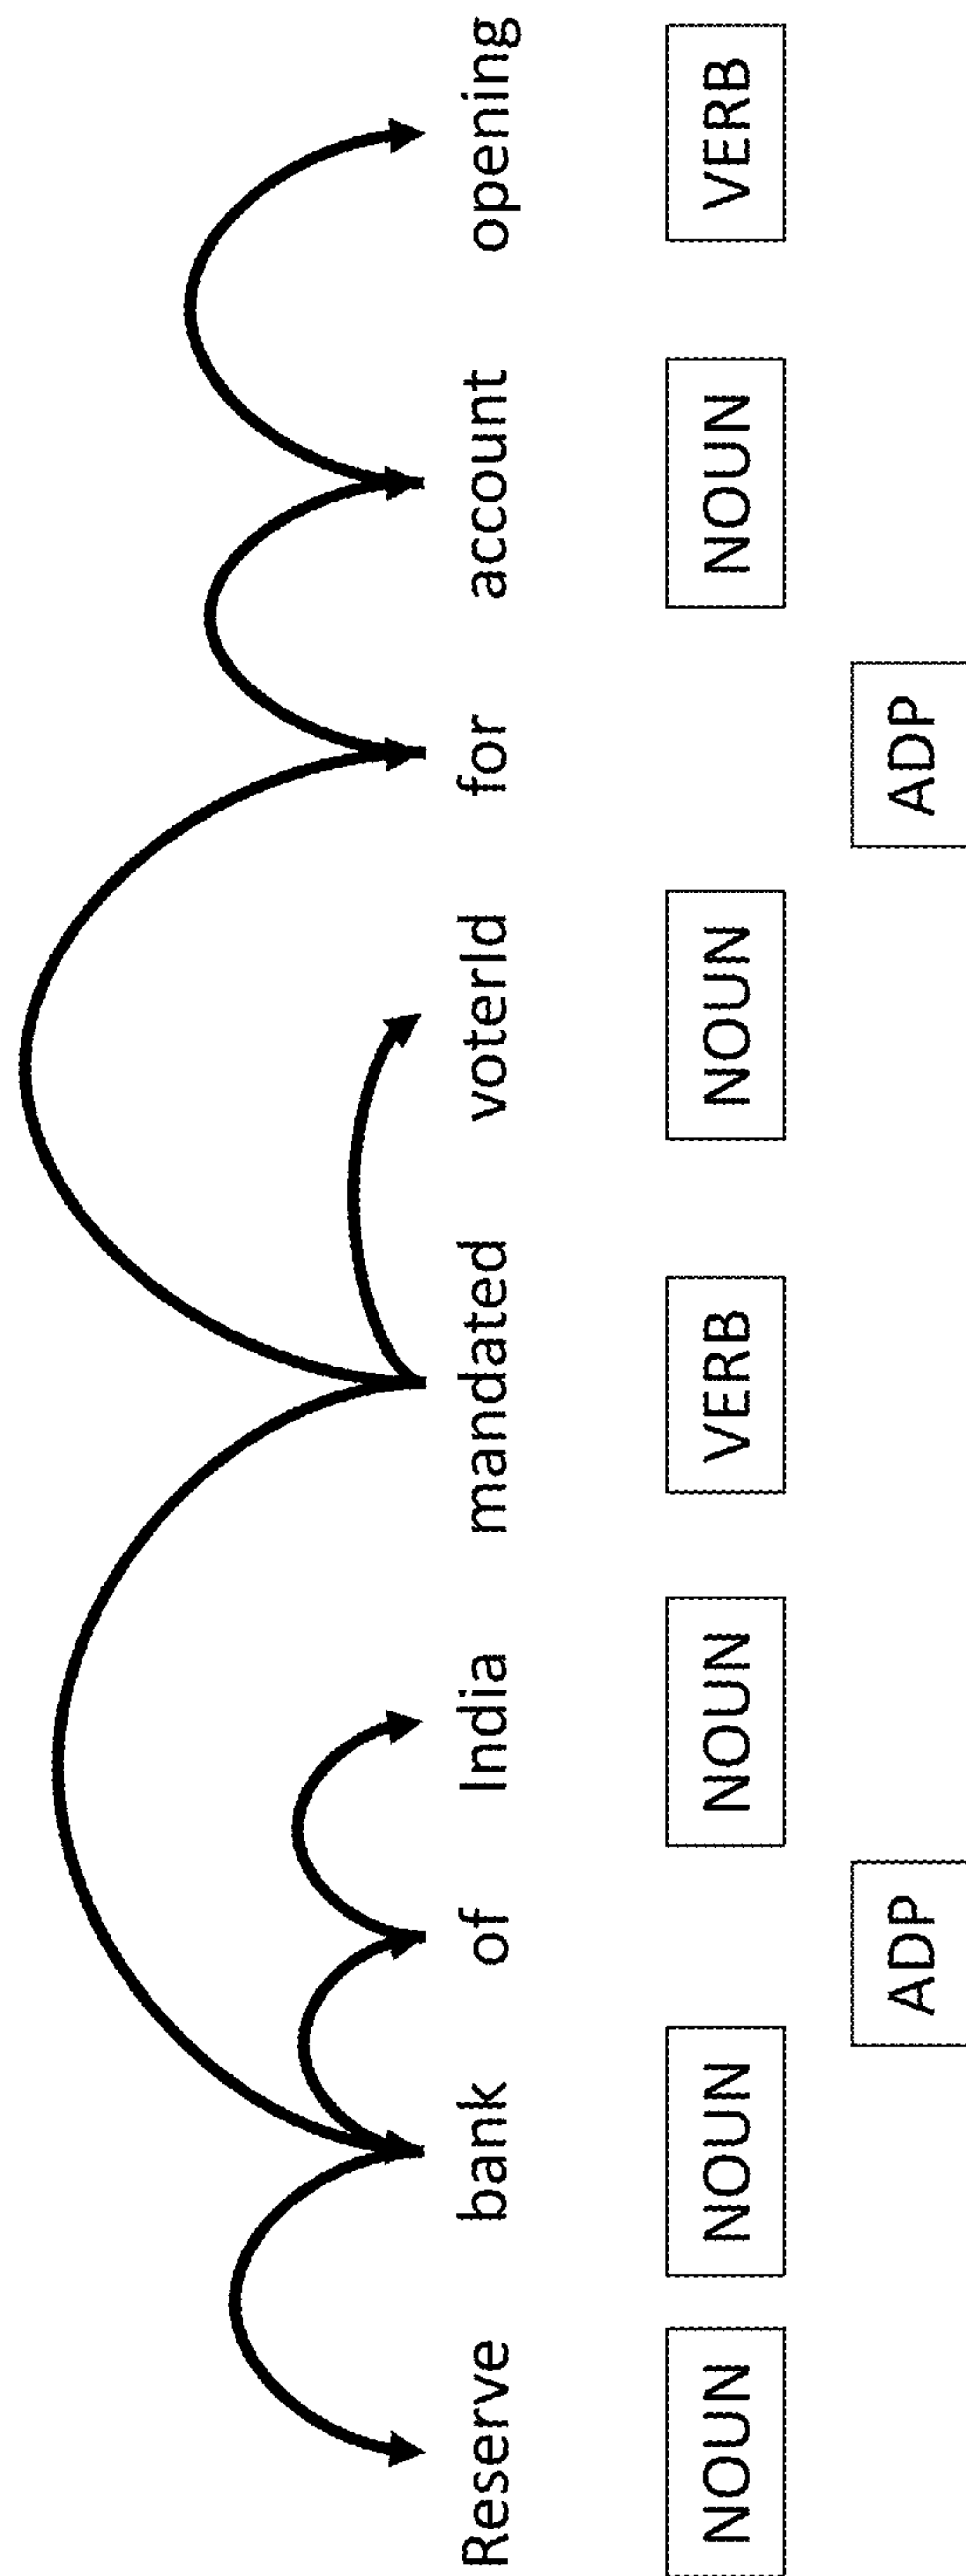 Reserve bank of India mandated voterId for account opening
NOUN NOUN NOUN VERB NOUN NOUN VERB
ADP ADP